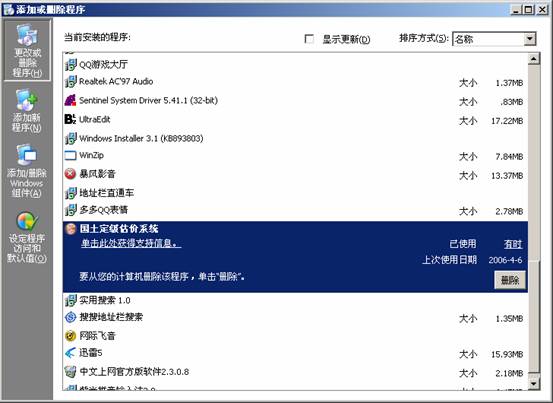 添加或删除程序
更改或
删除
程序(H)
添加新
程序(N)
添加/删除
Windows
组件(A)
设定程序
访问和
默认值(O)
当前安装的程序:
显示更新(D)
排序方式(S): 名称
QQ游戏大厅
Realtek AC'97 Audio 大小 1.37MB
Sentinel System Driver 5.41.1 (32-bit) 大小 .83MB
UltraEdit 大小 17.22MB
Windows Installer 3.1 (KB893803)
WinZip 大小 7.84MB
暴风影音 大小 13.37MB
地址栏直通车
多多QQ表情 大小 2.78MB
国土定级估价系统
单击此处获得支持信息。 已使用 有时
上次使用日期 2006-4-6
要从您的计算机删除该程序，单击“删除”。 删除
实用搜索 1.0
搜搜地址栏搜索 大小 1.35MB
网际飞音
迅雷5 大小 15.93MB
中文上网官方版软件2.3.0.8 大小 2.18MB